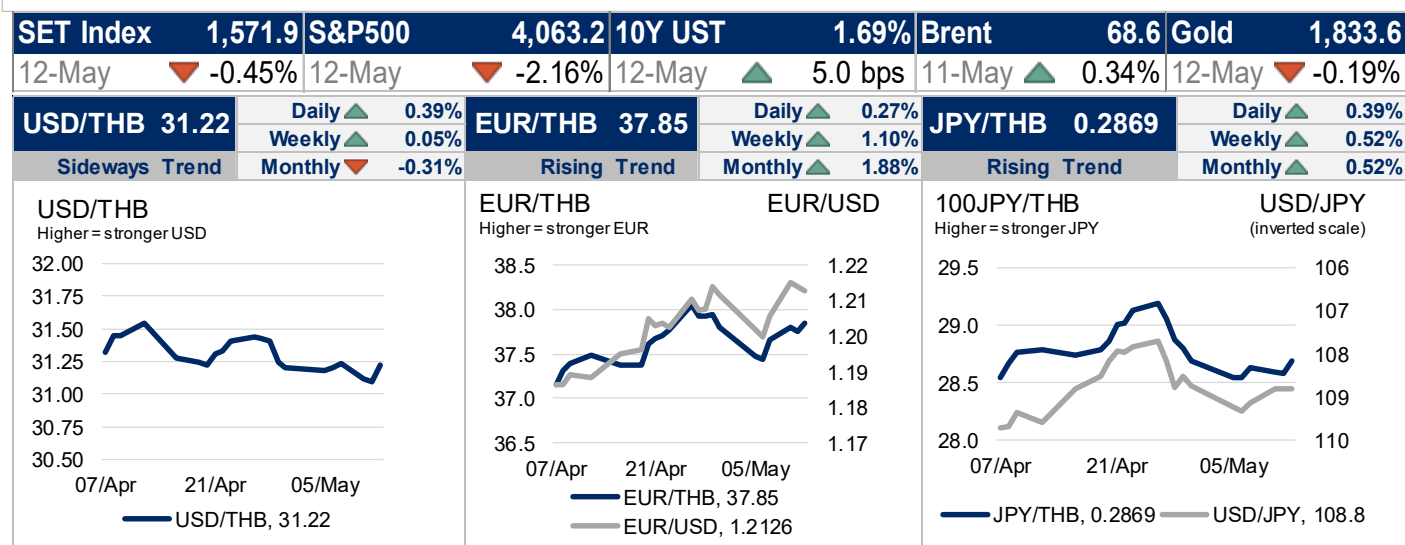 SET Index 1,571.9 S&P500 4,063.2 10Y UST 1.69% Brent 68.6 Gold 1,833.6
12-May -0.45% 12-May -2.16% 12-May 5.0 bps 11-May 0.34% 12-May -0.19%
USD/THB 31.22
Daily 0.39%
Weekly 0.05%
Sideways Trend
Monthly -0.31%
EUR/THB 37.85
Daily 0.27%
Weekly 1.10%
Rising Trend
Monthly 1.88%
JPY/THB 0.2869
Daily 0.39%
Weekly 0.52%
Rising Trend
Monthly 0.52%
USD/THB
Higher = stronger USD
32.00
31.75
31.50
31.25
31.00
30.75
30.50
07/Apr 21/Apr 05/May
USD/THB, 31.22
EUR/THB EUR/USD
Higher = stronger EUR
38.5 1.22
38.0 1.21
37.5 1.20
37.0 1.19
36.5 1.18
1.17
07/Apr 21/Apr 05/May
EUR/THB, 37.85
EUR/USD, 1.2126
100JPY/THB USD/JPY
Higher = stronger JPY (inverted scale)
29.5 106
29.0 107
28.5 108
28.0 109
110
07/Apr 21/Apr 05/May
JPY/THB, 0.2869 USD/JPY, 108.8